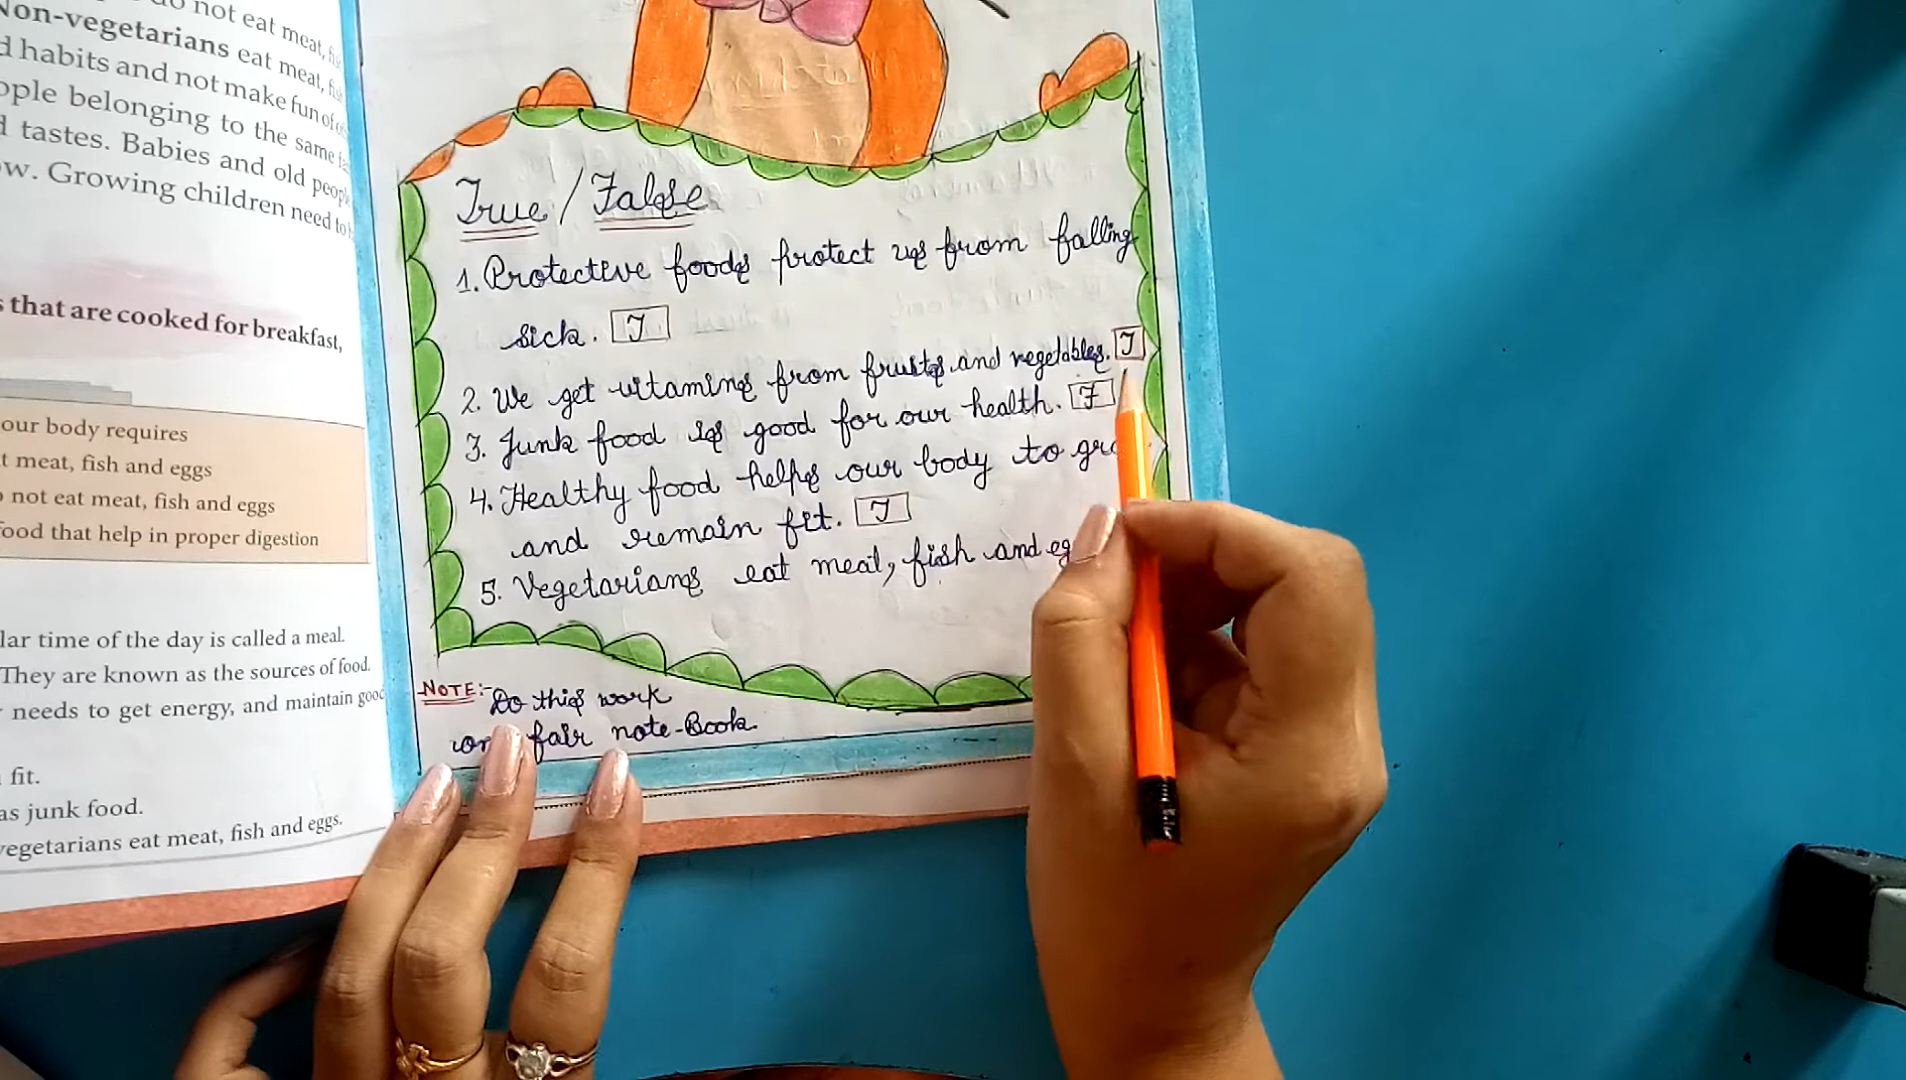 not eat meat,
Non-vegetarians eat meat,
habits and not make fun of
belonging to the same
tastes. Babies and old people
Growing children need to
that are cooked for breakfast,
our body requires
meat, fish and eggs
not eat meat, fish and eggs
food that help in proper digestion
time of the day is called a meal.
They are known as the sources of food.
needs to get energy, and maintain good
fit.
as junk food.
eat meat, fish and eggs.
True / False
1. Protective foods protect us from falling
sick. T
2. We get vitamins from fruits and vegetables. T
3. Junk food is good for our health. F
4. Healthy food helps our body to
and remain fit. T
5. Vegetarians eat meat, fish and
NOTE:- Do this work
on fair note-Book